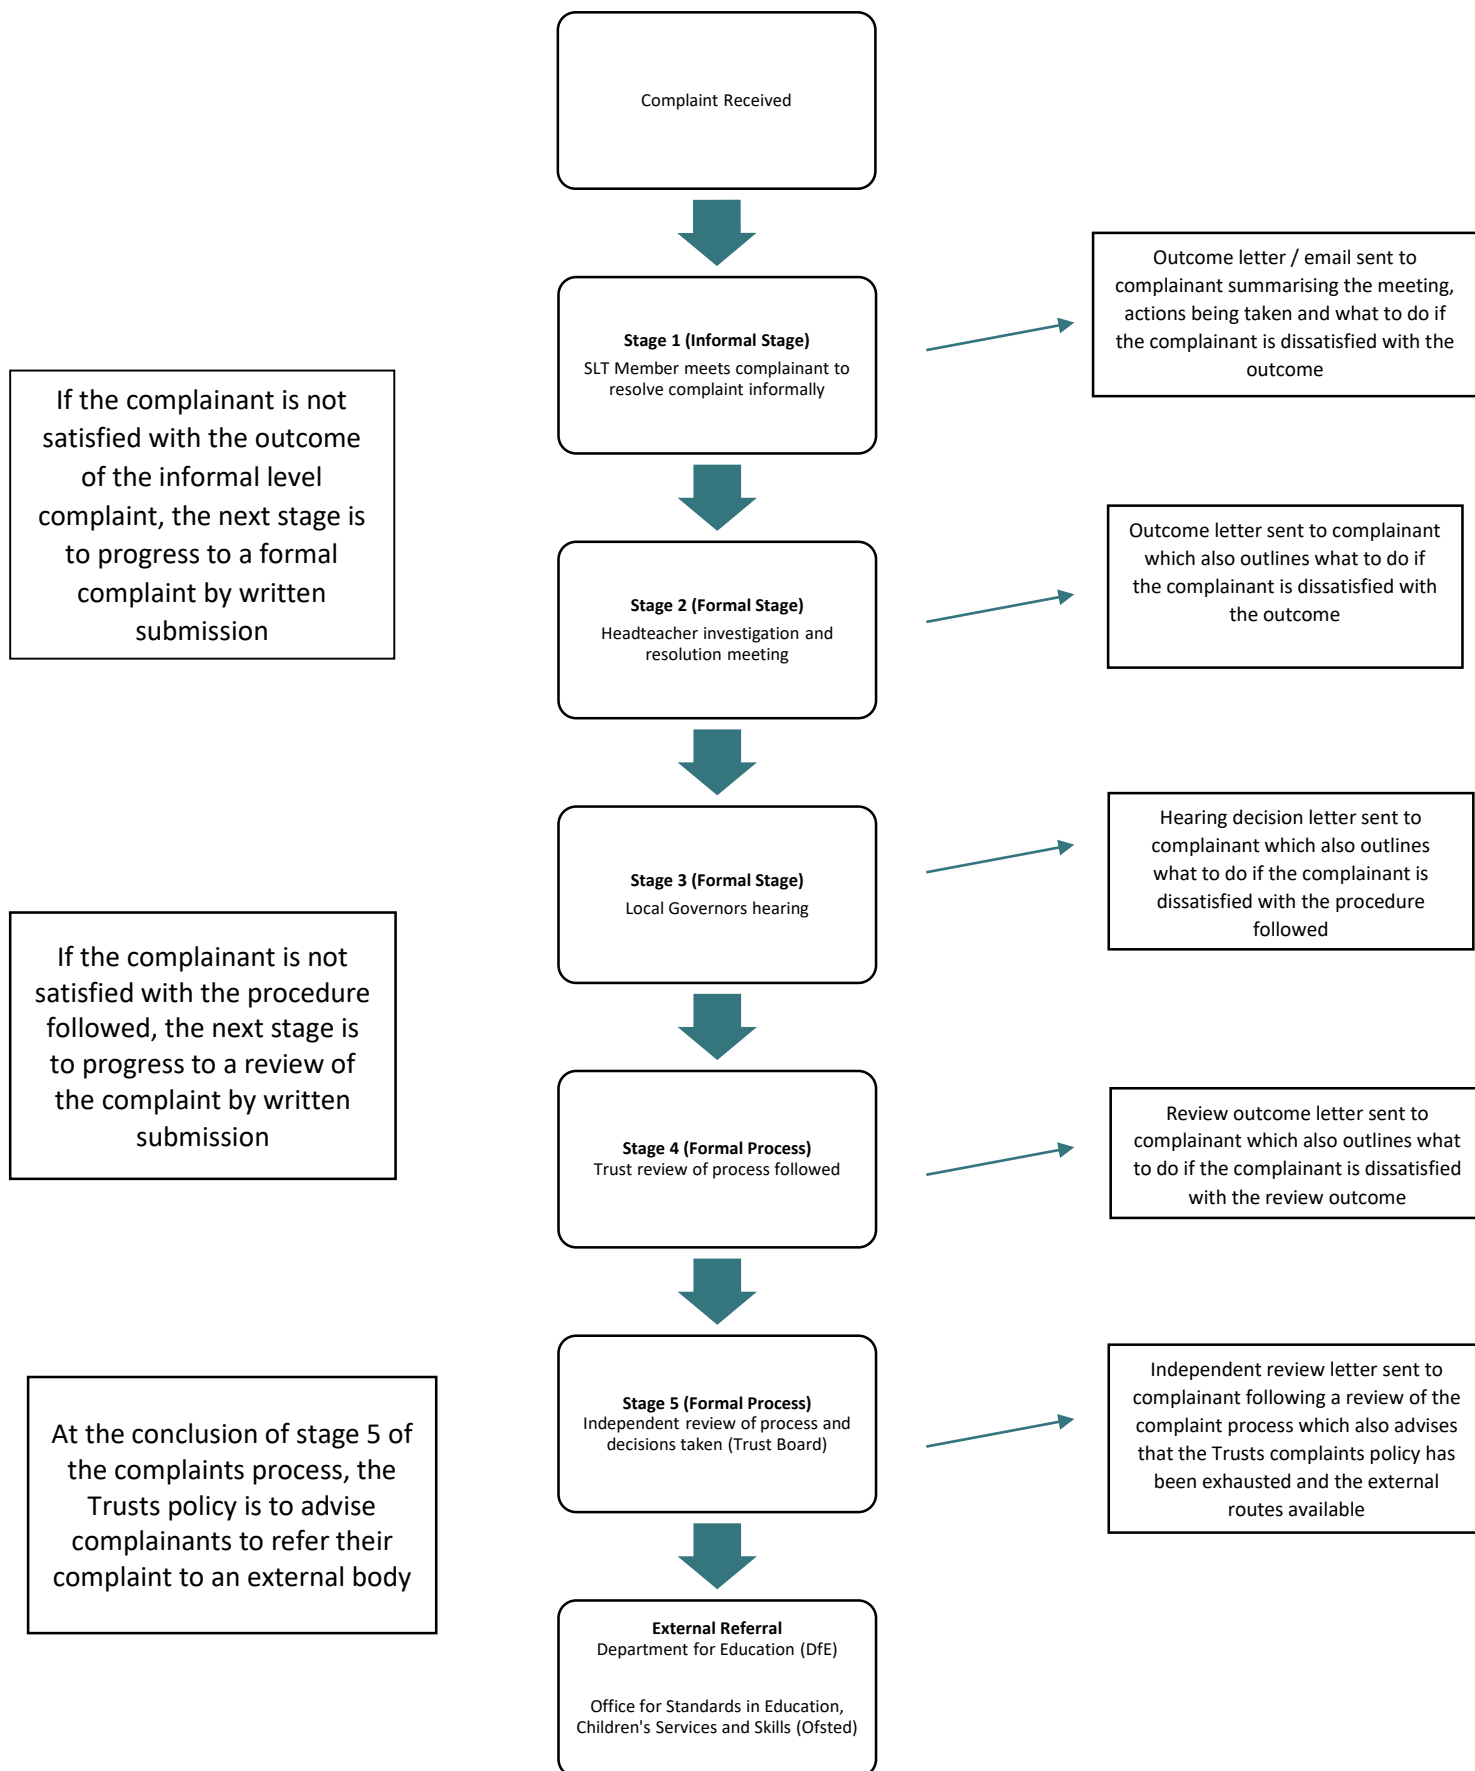 Complaint Received
Outcome letter / email sent to
complainant summarising the meeting,
actions being taken and what to do if
the complainant is dissatisfied with the
outcome
Stage 1 (Informal Stage)
SLT Member meets complainant to
resolve complaint informally
If the complainant is not
satisfied with the outcome
of the informal level
complaint, the next stage is
to progress to a formal
complaint by written
submission
Outcome letter sent to complainant
which also outlines what to do if
the complainant is dissatisfied with
the outcome
Stage 2 (Formal Stage)
Headteacher investigation and
resolution meeting
Hearing decision letter sent to
complainant which also outlines
what to do if the complainant is
dissatisfied with the procedure
followed
Stage 3 (Formal Stage)
Local Governors hearing
If the complainant is not
satisfied with the procedure
followed, the next stage is
to progress to a review of
the complaint by written
submission
Review outcome letter sent to
complainant which also outlines what
to do if the complainant is dissatisfied
with the review outcome
Stage 4 (Formal Process)
Trust review of process followed
Independent review letter sent to
complainant following a review of the
complaint process which also advises
that the Trusts complaints policy has
been exhausted and the external
routes available
Stage 5 (Formal Process)
Independent review of process and
decisions taken (Trust Board)
At the conclusion of stage 5 of
the complaints process, the
Trusts policy is to advise
complainants to refer their
complaint to an external body
External Referral
Department for Education (DfE)
Office for Standards in Education,
Children's Services and Skills (Ofsted)